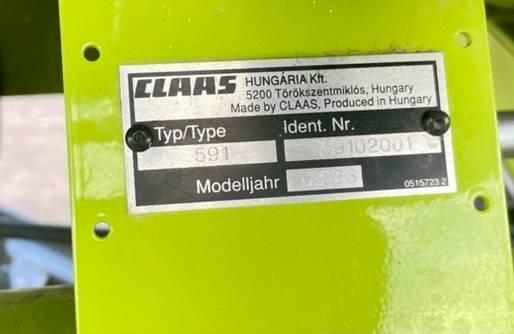 CLAAS HUNGÁRIA Kft.
5200 Törökszentmiklós, Hungary
Made by CLAAS, Produced in Hungary
Typ/Type Ident. Nr.
591 59102001
Modelljahr
0515723 2